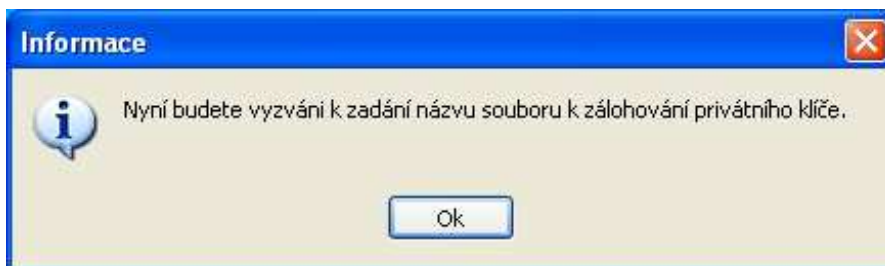 Informace
Nyní budete vyzváni k zadání názvu souboru k zálohování privátního klíče.
Ok